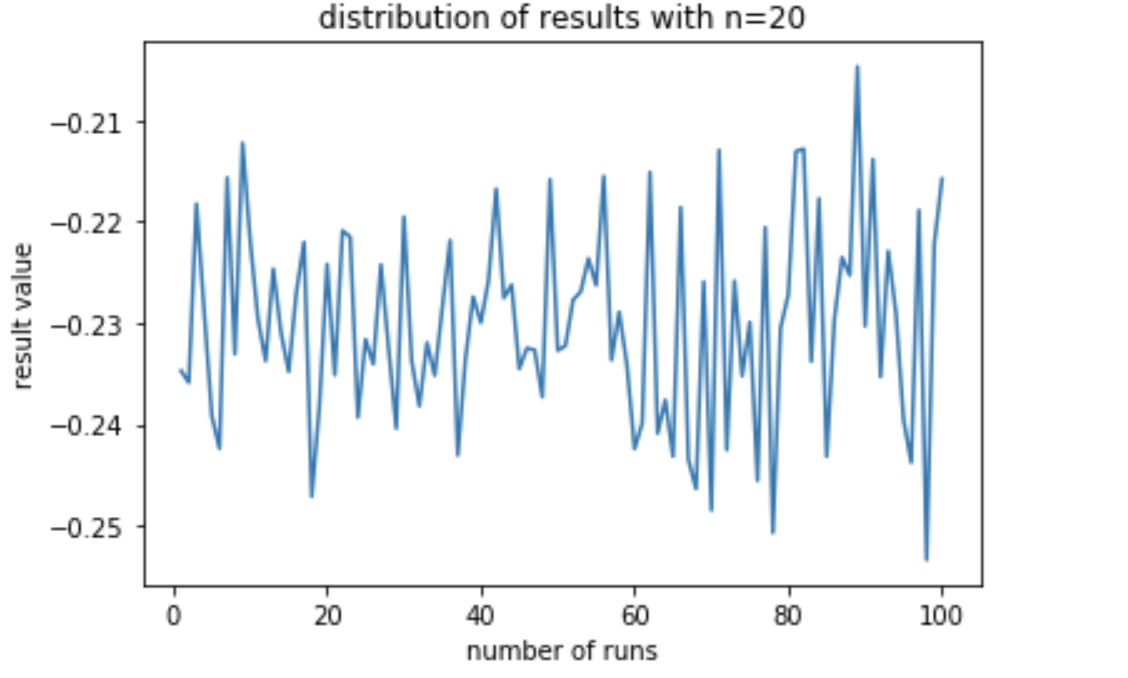 distribution of results with n=20
−0.21
−0.22
−0.23
−0.24
−0.25
result value
0 20 40 60 80 100
number of runs